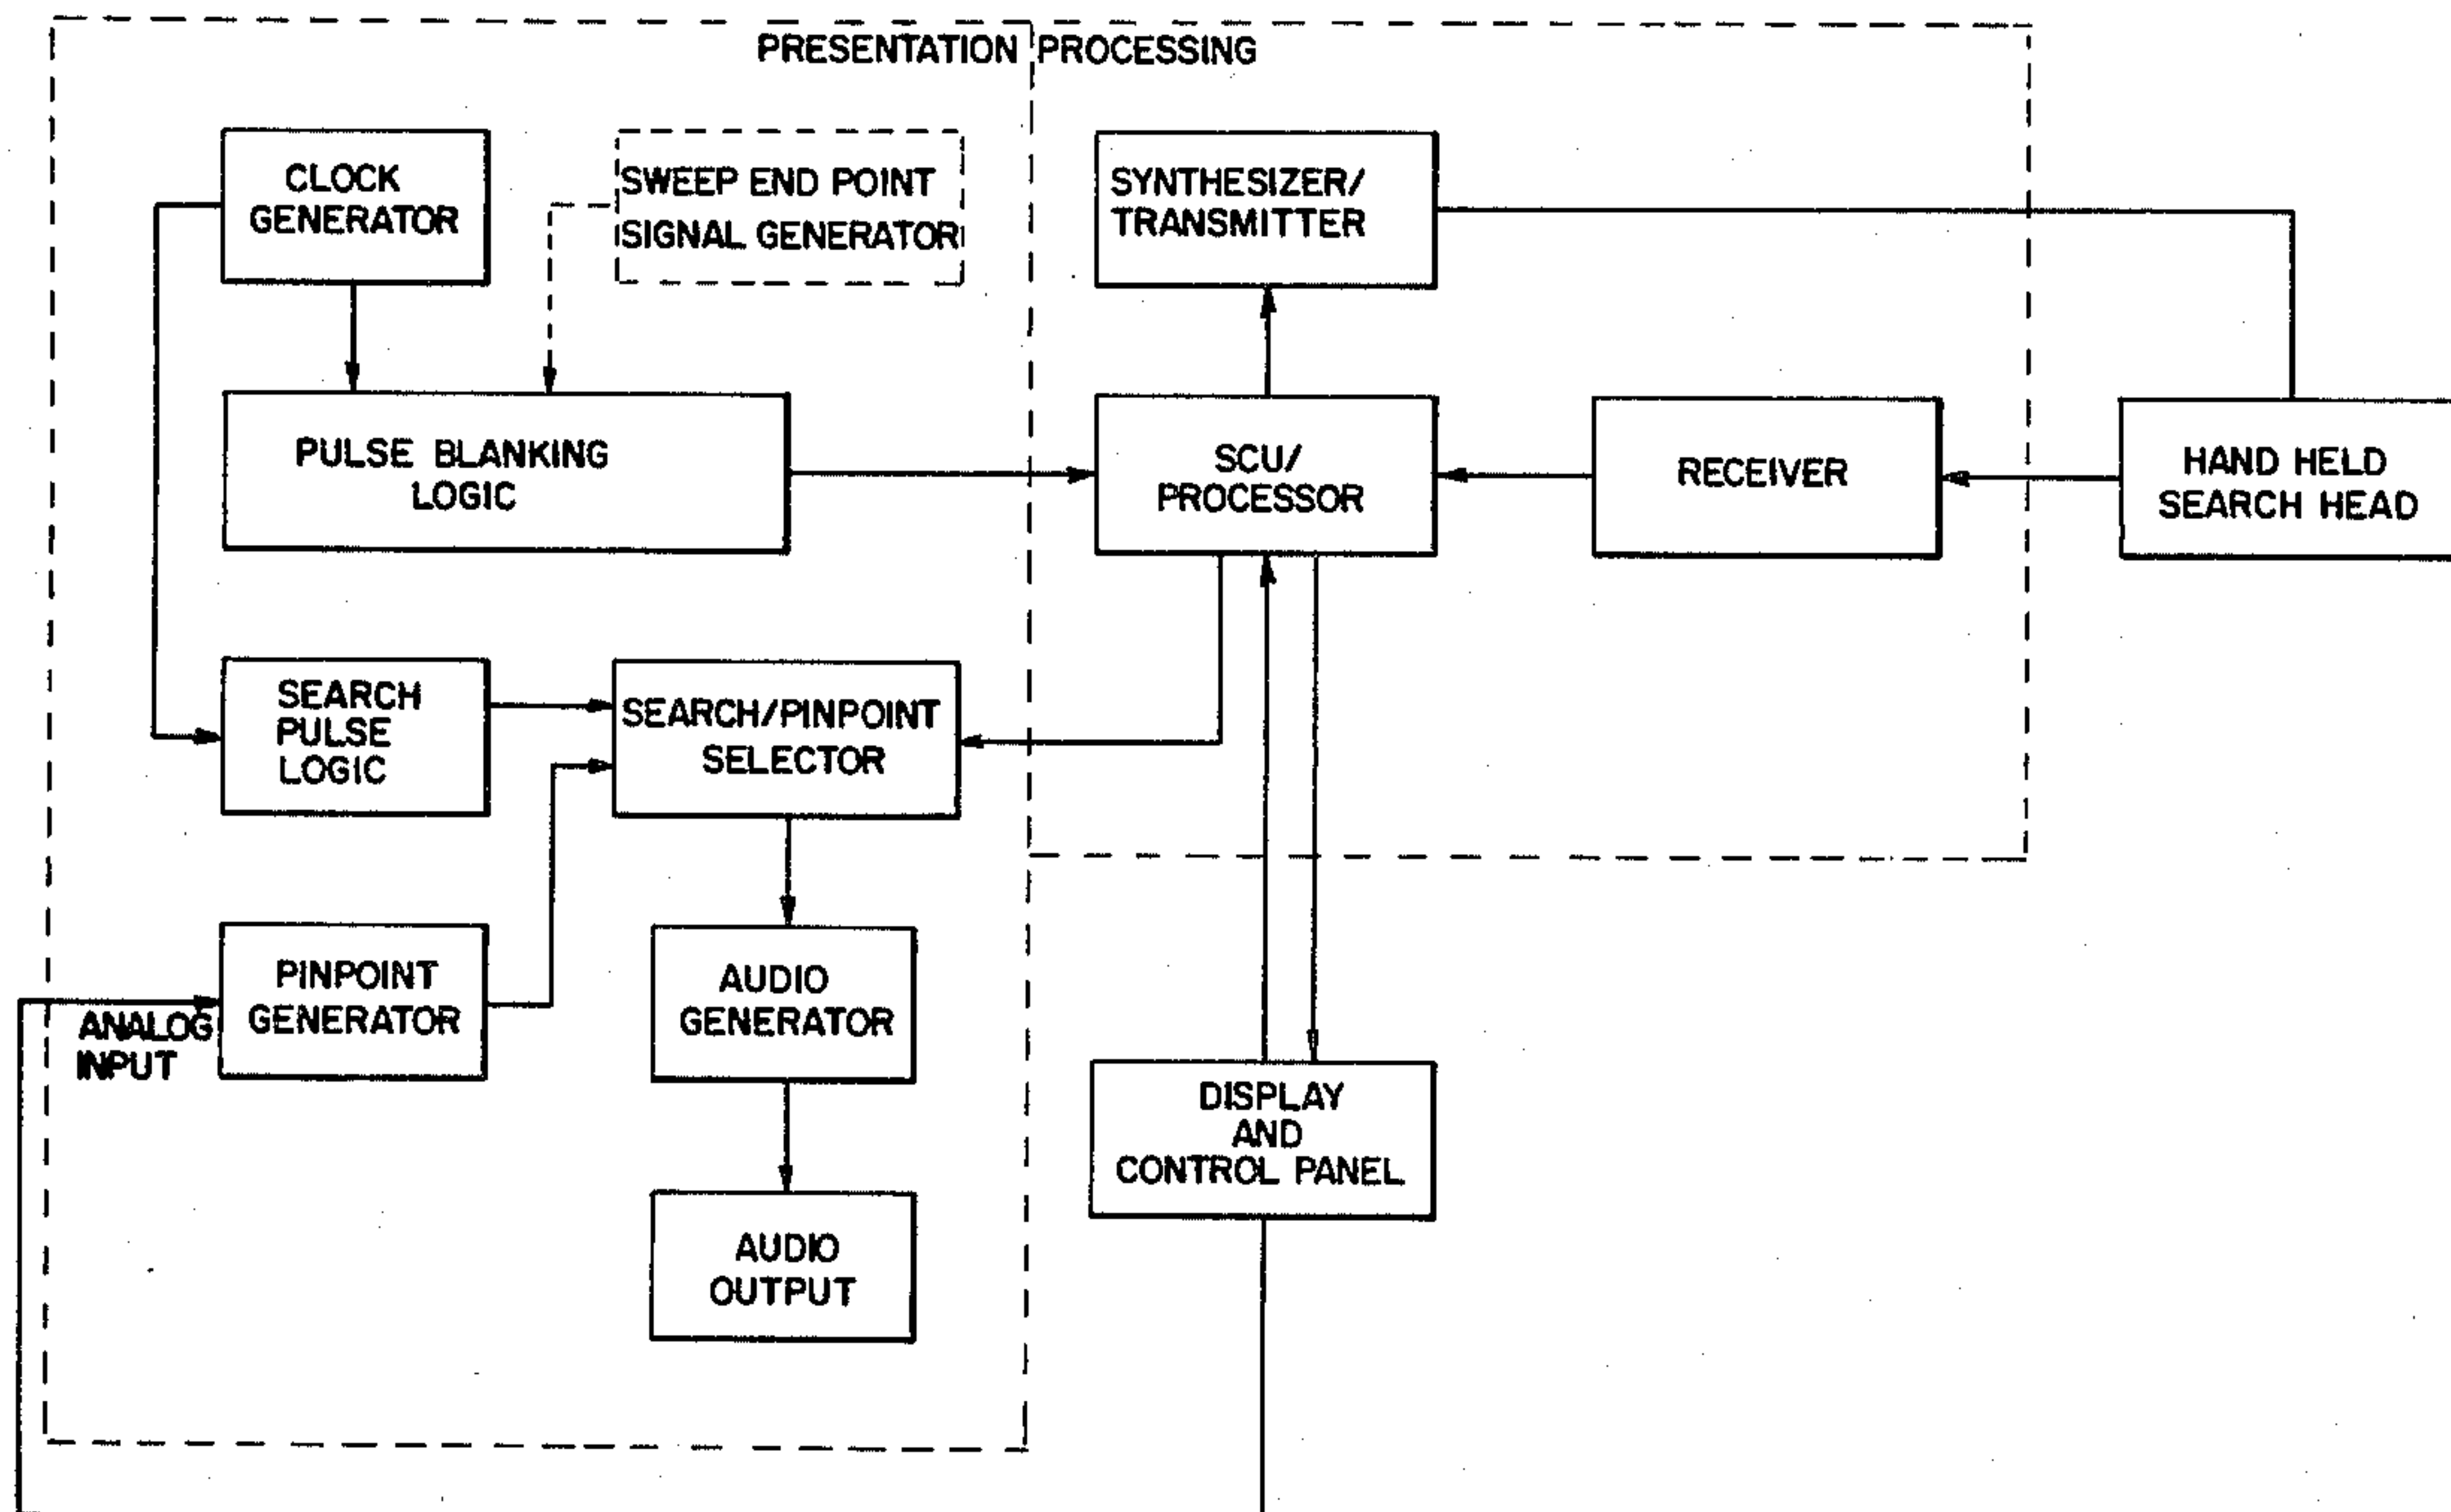 PRESENTATION PROCESSING
CLOCK
GENERATOR
SWEEP END POINT
SIGNAL GENERATOR
SYNTHESIZER/
TRANSMITTER
PULSE BLANKING
LOGIC
SCU/
PROCESSOR
RECEIVER
HAND HELD
SEARCH HEAD
SEARCH
PULSE
LOGIC
SEARCH/PINPOINT
SELECTOR
ANALOG
INPUT
PINPOINT
GENERATOR
AUDIO
GENERATOR
DISPLAY
AND
CONTROL PANEL
AUDIO
OUTPUT